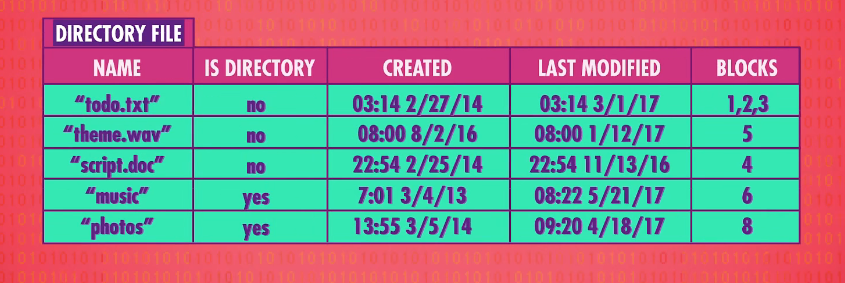 DIRECTORY FILE
NAME IS DIRECTORY CREATED LAST MODIFIED BLOCKS
“todo.txt” no 03:14 2/27/14 03:14 3/1/17 1,2,3
“theme.wav” no 08:00 8/2/16 08:00 1/12/17 5
“script.doc” no 22:54 2/25/14 22:54 11/13/16 4
“music” yes 7:01 3/4/13 08:22 5/21/17 6
“photos” yes 13:55 3/5/14 09:20 4/18/17 8